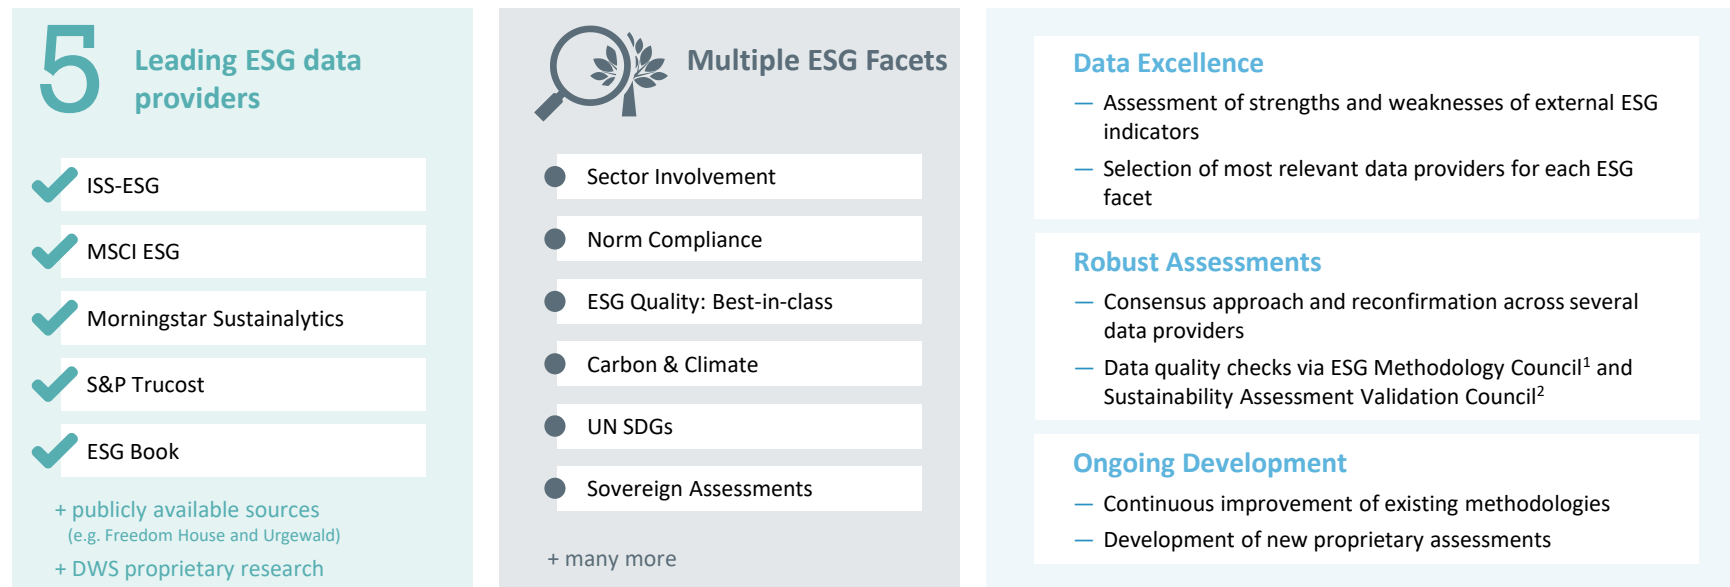 5
Leading ESG data
providers
ISS-ESG
MSCI ESG
Morningstar Sustainalytics
S&P Trucost
ESG Book
+ publicly available sources
(e.g. Freedom House and Urgewald)
+ DWS proprietary research
Multiple ESG Facets
Sector Involvement
Norm Compliance
ESG Quality: Best-in-class
Carbon & Climate
UN SDGs
Sovereign Assessments
+ many more
Data Excellence
— Assessment of strengths and weaknesses of external ESG
indicators
— Selection of most relevant data providers for each ESG
facet
Robust Assessments
— Consensus approach and reconfirmation across several
data providers
— Data quality checks via ESG Methodology Council¹ and
Sustainability Assessment Validation Council²
Ongoing Development
— Continuous improvement of existing methodologies
— Development of new proprietary assessments